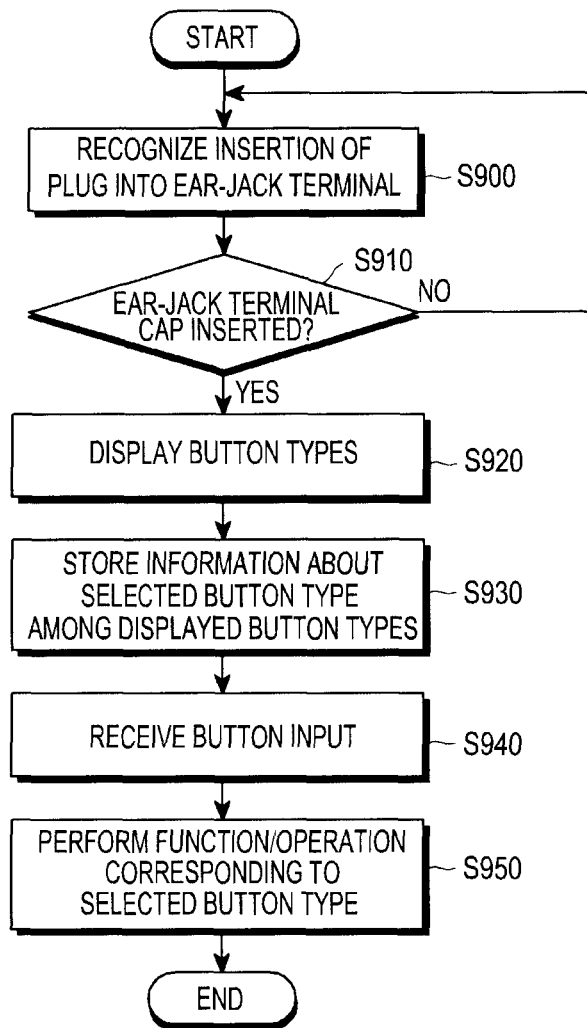 START
RECOGNIZE INSERTION OF
PLUG INTO EAR-JACK TERMINAL
S900
S910
EAR-JACK TERMINAL
CAP INSERTED?
NO
YES
DISPLAY BUTTON TYPES
S920
STORE INFORMATION ABOUT
SELECTED BUTTON TYPE
AMONG DISPLAYED BUTTON TYPES
S930
RECEIVE BUTTON INPUT
S940
PERFORM FUNCTION/OPERATION
CORRESPONDING TO
SELECTED BUTTON TYPE
S950
END